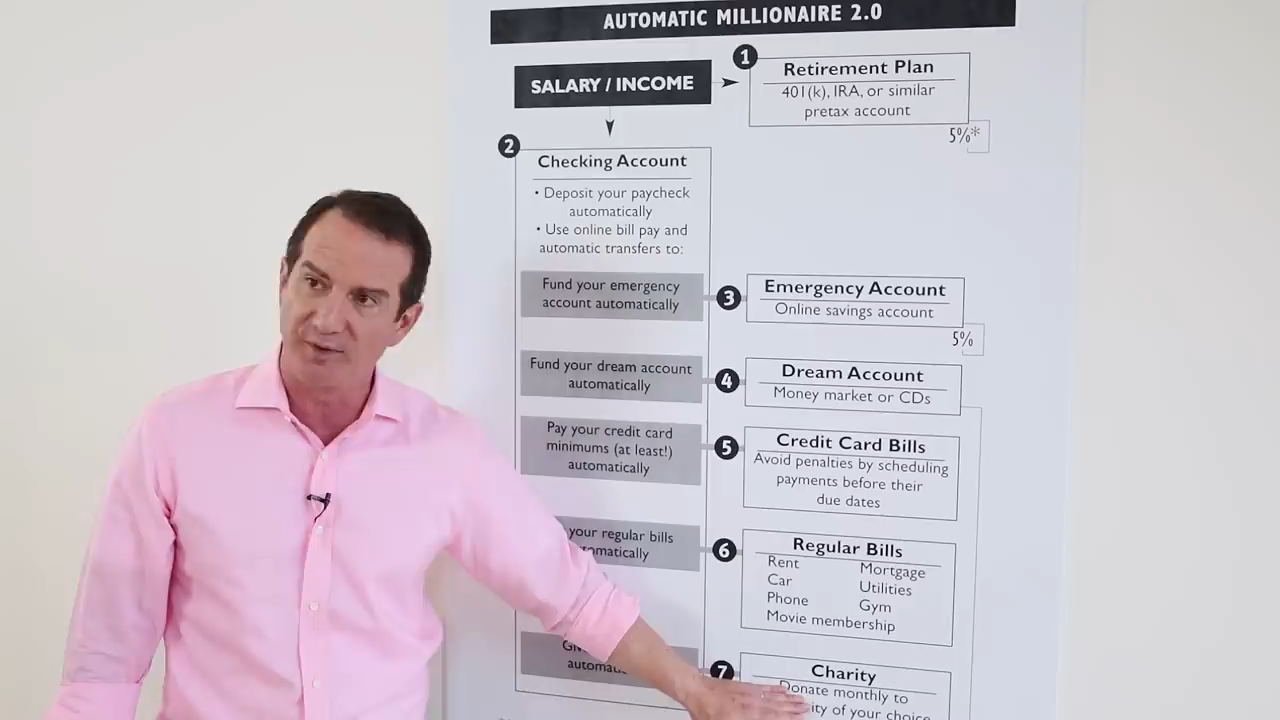 AUTOMATIC MILLIONAIRE 2.0
SALARY / INCOME
1
Retirement Plan
401(k), IRA, or similar
pretax account
5%*
2
Checking Account
• Deposit your paycheck
automatically
• Use online bill pay and
automatic transfers to:
Fund your emergency
account automatically
3
Emergency Account
Online savings account
5%
Fund your dream account
automatically
4
Dream Account
Money market or CDs
Pay your credit card
minimums (at least!)
automatically
5
Credit Card Bills
Avoid penalties by scheduling
payments before their
due dates
your regular bills
6
Regular Bills
Rent Mortgage
Car Utilities
Phone Gym
Movie membership
7
Charity
Donate monthly to
of your choice